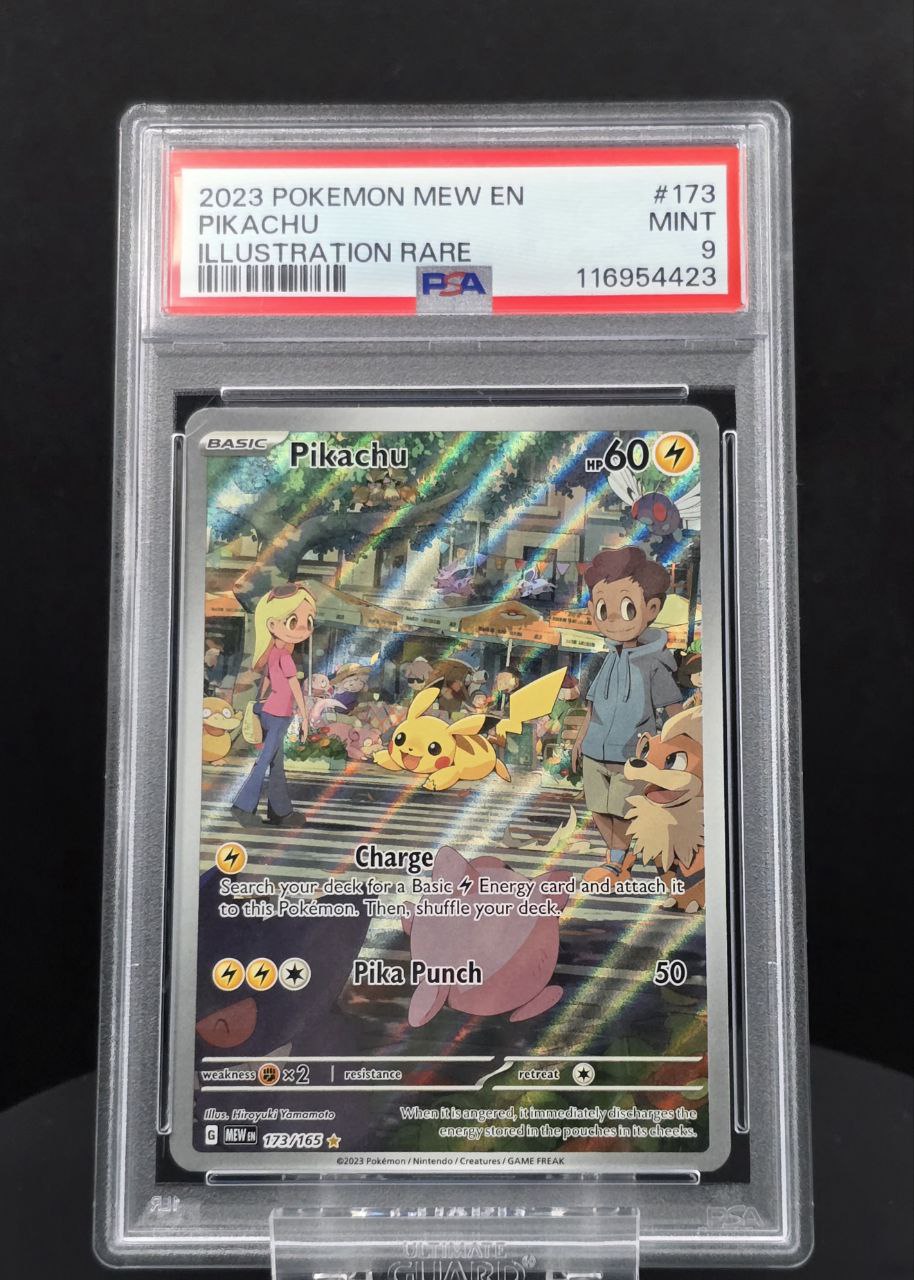 2023 POKEMON MEW EN #173
PIKACHU MINT
ILLUSTRATION RARE 9
PSA 116954423
BASIC Pikachu HP60
Charge
Search your deck for a Basic Energy card and attach it
to this Pokémon. Then, shuffle your deck.
Pika Punch 50
weakness ×2 resistance retreat
Illus. Hiroyuki Yamamoto
When it is angered, it immediately discharges the
energy stored in the pouches in its cheeks.
G MEW EN 173/165
©2023 Pokémon / Nintendo / Creatures / GAME FREAK
PSA
ULTIMATE
GUARD